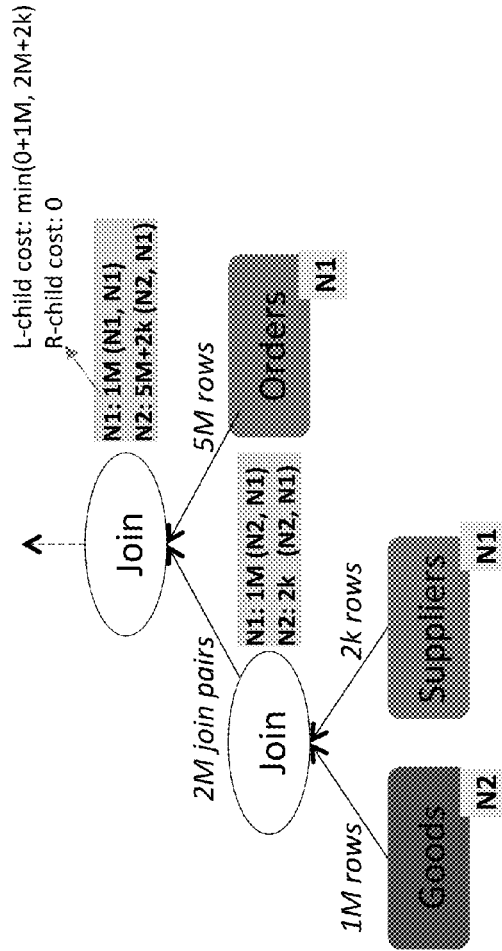 L-child cost: min(0+1M, 2M+2k)
R-child cost: 0
N1: 1M (N1, N1)
N2: 5M+2k (N2, N1)
Join
5M rows
Orders
N1
2M join pairs
N1: 1M (N2, N1)
N2: 2k (N2, N1)
Join
2k rows
Suppliers
N1
1M rows
Goods
N2